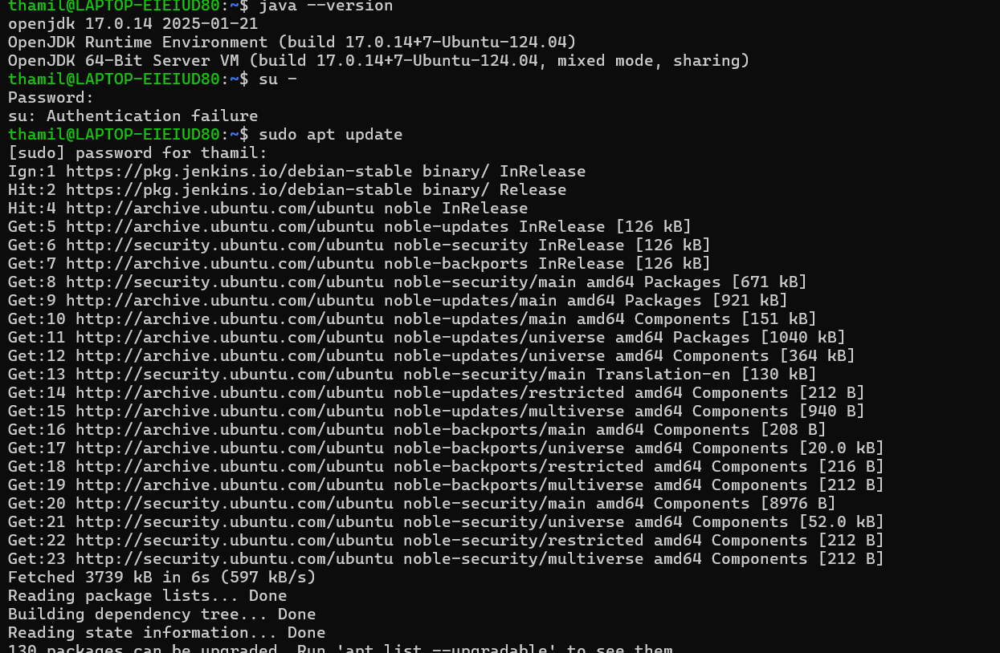 thamil@LAPTOP-EIEIUD80:~$ java --version
openjdk 17.0.14 2025-01-21
OpenJDK Runtime Environment (build 17.0.14+7-Ubuntu-124.04)
OpenJDK 64-Bit Server VM (build 17.0.14+7-Ubuntu-124.04, mixed mode, sharing)
thamil@LAPTOP-EIEIUD80:~$ su -
Password:
su: Authentication failure
thamil@LAPTOP-EIEIUD80:~$ sudo apt update
[sudo] password for thamil:
Ign:1 https://pkg.jenkins.io/debian-stable binary/ InRelease
Hit:2 https://pkg.jenkins.io/debian-stable binary/ Release
Hit:4 http://archive.ubuntu.com/ubuntu noble InRelease
Get:5 http://archive.ubuntu.com/ubuntu noble-updates InRelease [126 kB]
Get:6 http://security.ubuntu.com/ubuntu noble-security InRelease [126 kB]
Get:7 http://archive.ubuntu.com/ubuntu noble-backports InRelease [126 kB]
Get:8 http://security.ubuntu.com/ubuntu noble-security/main amd64 Packages [671 kB]
Get:9 http://archive.ubuntu.com/ubuntu noble-updates/main amd64 Packages [921 kB]
Get:10 http://archive.ubuntu.com/ubuntu noble-updates/main amd64 Components [151 kB]
Get:11 http://archive.ubuntu.com/ubuntu noble-updates/universe amd64 Packages [1040 kB]
Get:12 http://archive.ubuntu.com/ubuntu noble-updates/universe amd64 Components [364 kB]
Get:13 http://security.ubuntu.com/ubuntu noble-security/main Translation-en [130 kB]
Get:14 http://archive.ubuntu.com/ubuntu noble-updates/restricted amd64 Components [212 B]
Get:15 http://archive.ubuntu.com/ubuntu noble-updates/multiverse amd64 Components [940 B]
Get:16 http://archive.ubuntu.com/ubuntu noble-backports/main amd64 Components [208 B]
Get:17 http://archive.ubuntu.com/ubuntu noble-backports/universe amd64 Components [20.0 kB]
Get:18 http://archive.ubuntu.com/ubuntu noble-backports/restricted amd64 Components [216 B]
Get:19 http://archive.ubuntu.com/ubuntu noble-backports/multiverse amd64 Components [212 B]
Get:20 http://security.ubuntu.com/ubuntu noble-security/main amd64 Components [8976 B]
Get:21 http://security.ubuntu.com/ubuntu noble-security/universe amd64 Components [52.0 kB]
Get:22 http://security.ubuntu.com/ubuntu noble-security/restricted amd64 Components [212 B]
Get:23 http://security.ubuntu.com/ubuntu noble-security/multiverse amd64 Components [212 B]
Fetched 3739 kB in 6s (597 kB/s)
Reading package lists... Done
Building dependency tree... Done
Reading state information... Done
130 packages can be upgraded. Run 'apt list --upgradable' to see them